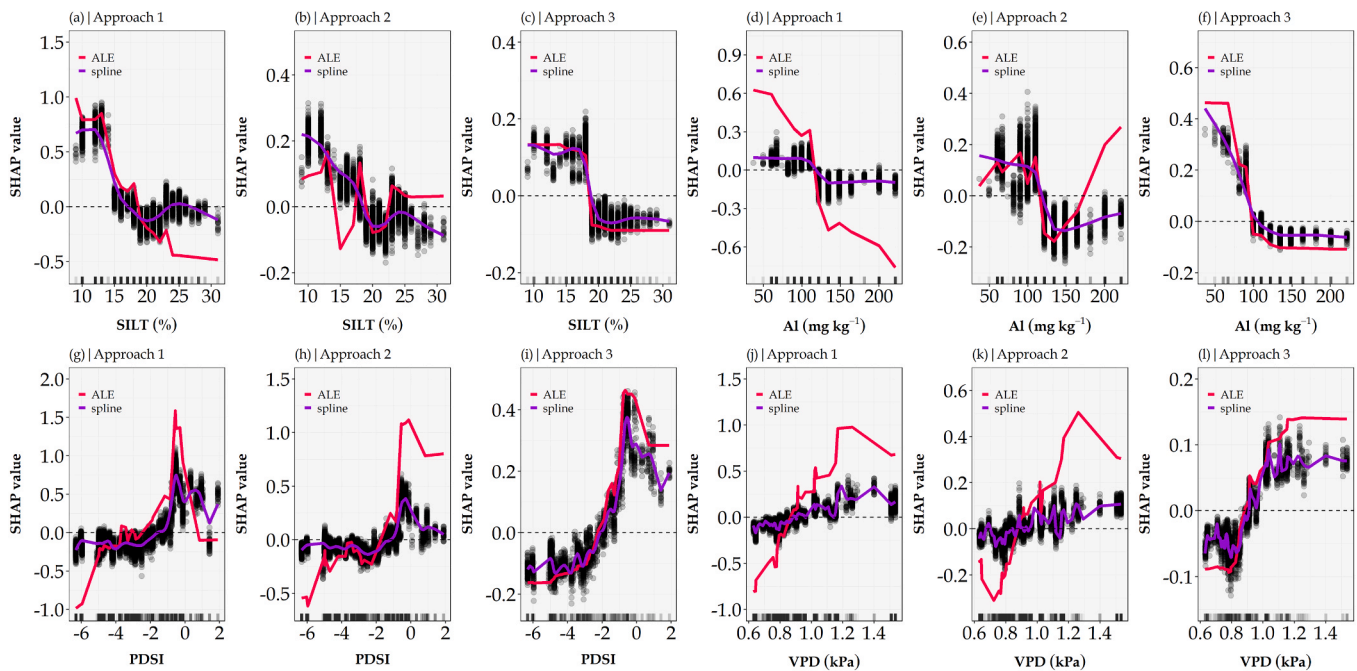 (a) | Approach 1
SHAP value
1.5
1.0
0.5
0.0
-0.5
ALE
spline
10 15 20 25 30
SILT (%)
(b) | Approach 2
SHAP value
0.4
0.2
0.0
-0.2
ALE
spline
10 15 20 25 30
SILT (%)
(c) | Approach 3
SHAP value
0.4
0.2
0.0
-0.2
ALE
spline
10 15 20 25 30
SILT (%)
(d) | Approach 1
SHAP value
0.9
0.6
0.3
0.0
-0.3
-0.6
ALE
spline
50 100 150 200
Al (mg kg⁻¹)
(e) | Approach 2
SHAP value
0.6
0.4
0.2
0.0
-0.2
ALE
spline
50 100 150 200
Al (mg kg⁻¹)
(f) | Approach 3
SHAP value
0.6
0.4
0.2
0.0
-0.2
ALE
spline
50 100 150 200
Al (mg kg⁻¹)
(g) | Approach 1
SHAP value
2.0
1.5
1.0
0.5
0.0
-0.5
-1.0
ALE
spline
-6 -4 -2 0 2
PDSI
(h) | Approach 2
SHAP value
1.5
1.0
0.5
0.0
-0.5
ALE
spline
-6 -4 -2 0 2
PDSI
(i) | Approach 3
SHAP value
0.4
0.2
0.0
-0.2
ALE
spline
-6 -4 -2 0 2
PDSI
(j) | Approach 1
SHAP value
1.5
1.0
0.5
0.0
-0.5
-1.0
ALE
spline
0.6 0.8 1.0 1.2 1.4
VPD (kPa)
(k) | Approach 2
SHAP value
0.6
0.4
0.2
0.0
-0.2
ALE
spline
0.6 0.8 1.0 1.2 1.4
VPD (kPa)
(l) | Approach 3
SHAP value
0.2
0.1
0.0
-0.1
ALE
spline
0.6 0.8 1.0 1.2 1.4
VPD (kPa)